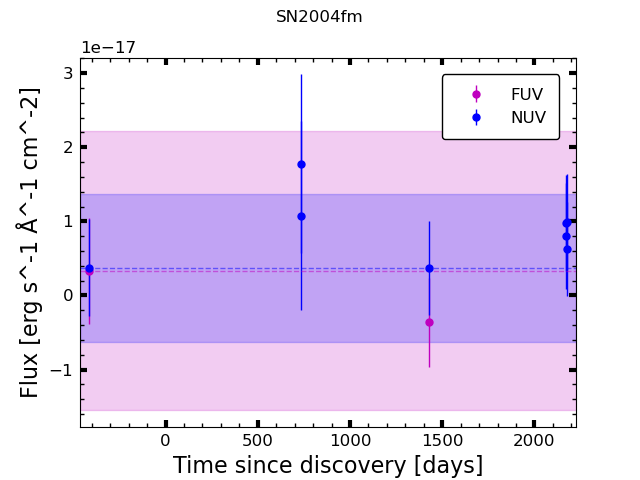 SN2004fm
1e−17
3
2
1
0
−1
FUV
NUV
0
500
1000
1500
2000
Time since discovery [days]
Flux [erg s^-1 Å^-1 cm^-2]